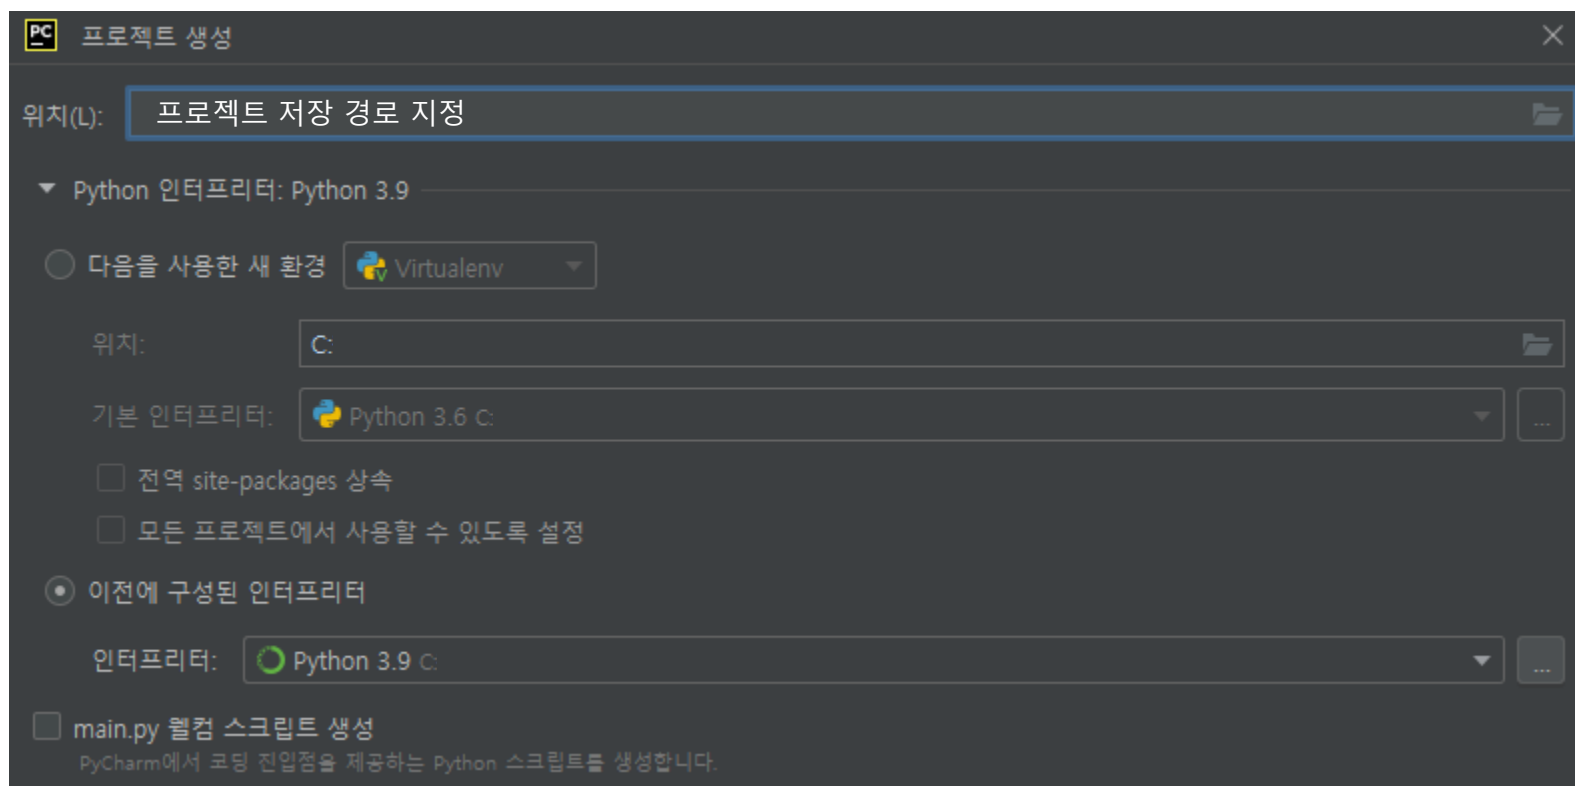 PC 프로젝트 생성
위치(L): 프로젝트 저장 경로 지정
Python 인터프리터: Python 3.9
다음을 사용한 새 환경 Virtualenv
위치: C:
기본 인터프리터: Python 3.6 C:
...
전역 site-packages 상속
모든 프로젝트에서 사용할 수 있도록 설정
이전에 구성된 인터프리터
인터프리터: Python 3.9 C:
...
main.py 웰컴 스크립트 생성
PyCharm에서 코딩 진입점을 제공하는 Python 스크립트를 생성합니다.